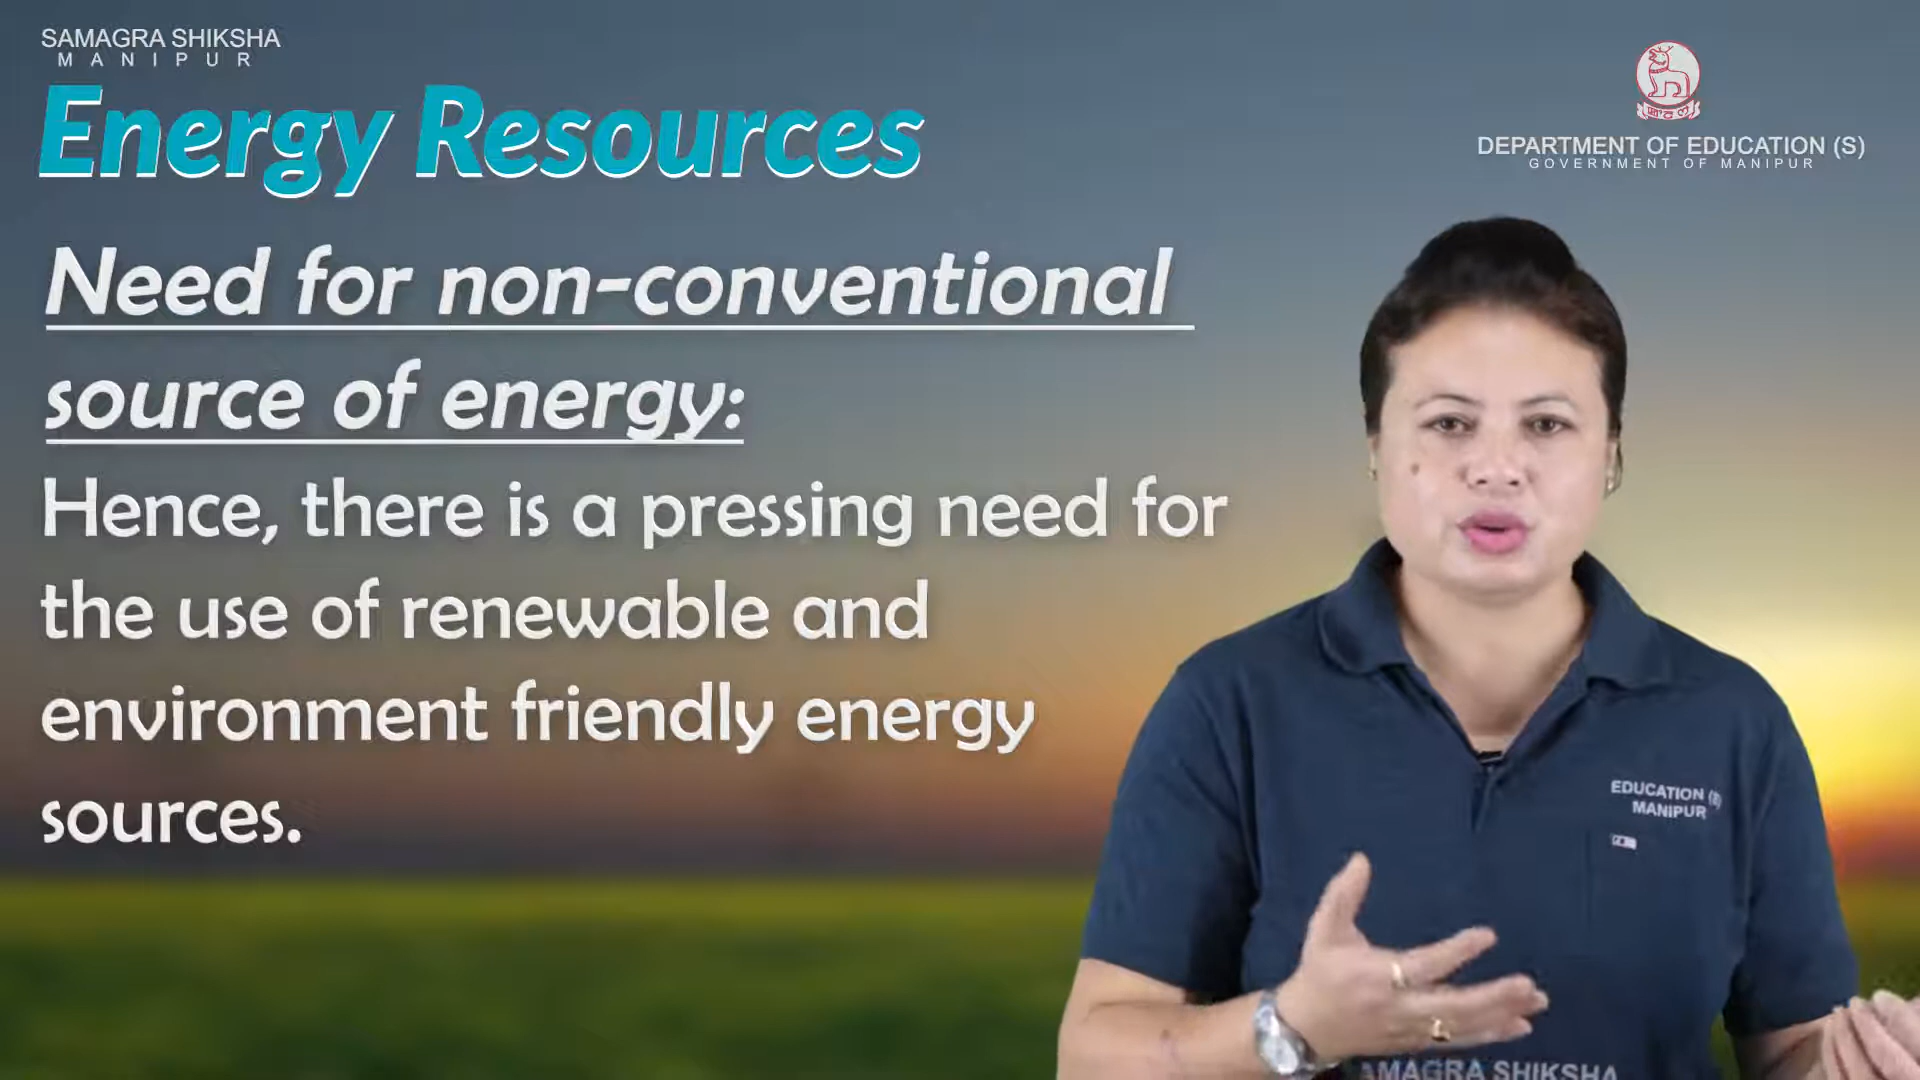 SAMAGRA SHIKSHA
MANIPUR
Energy Resources
DEPARTMENT OF EDUCATION (S)
GOVERNMENT OF MANIPUR
Need for non-conventional
source of energy:
Hence, there is a pressing need for
the use of renewable and
environment friendly energy
sources.
EDUCATION (S)
MANIPUR
AMAGRA SHIKSHA